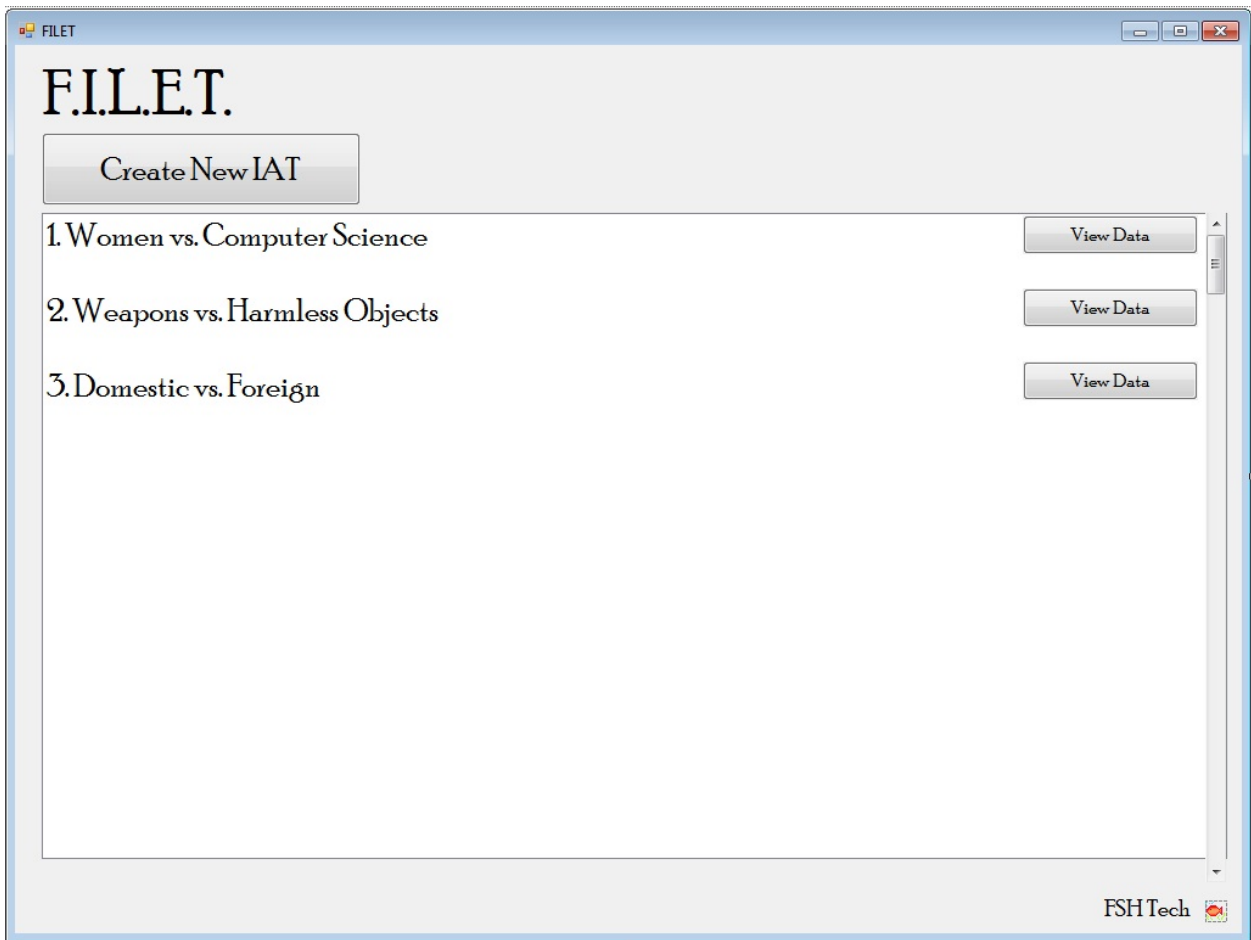 FILET
F.I.L.E.T.
Create New IAT
1. Women vs. Computer Science
View Data
2. Weapons vs. Harmless Objects
View Data
3. Domestic vs. Foreign
View Data
FSH Tech